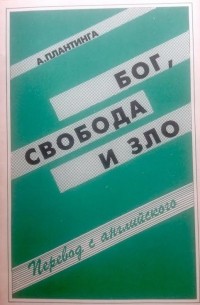 А. ПЛАНТИНГА
БОГ,
СВОБОДА
И ЗЛО
Перевод с английского